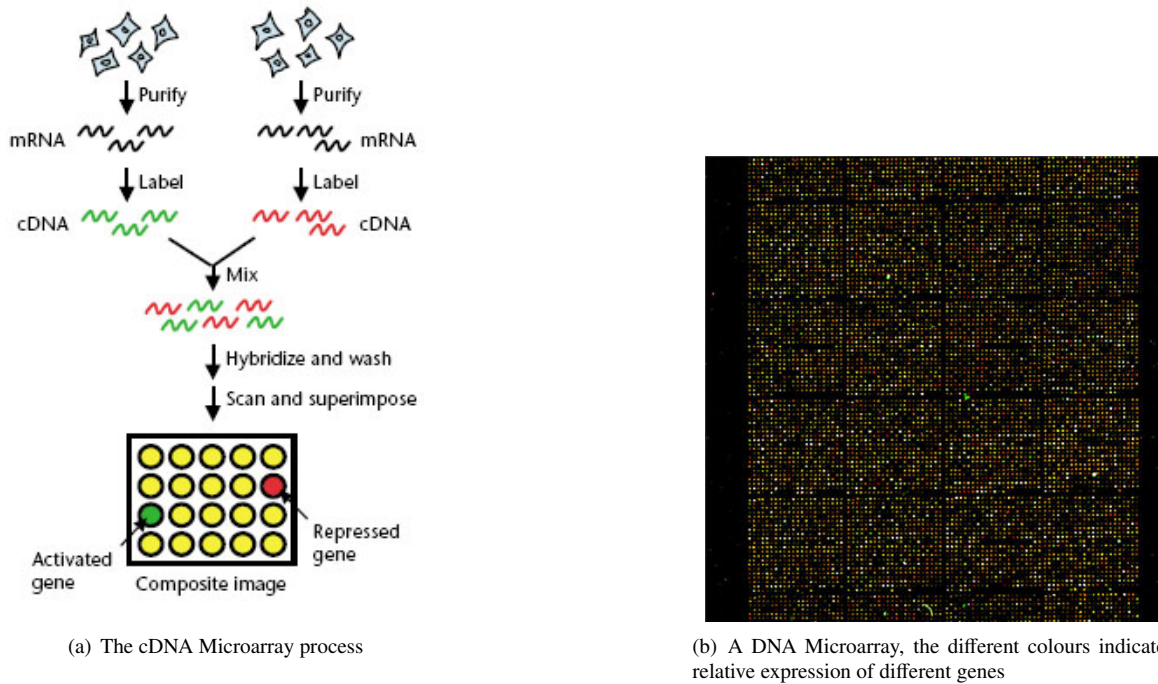 Purify
Purify
mRNA
mRNA
Label
Label
cDNA
cDNA
Mix
Hybridize and wash
Scan and superimpose
Activated
gene
Repressed
gene
Composite image
(a) The cDNA Microarray process
(b) A DNA Microarray, the different colours indicate
relative expression of different genes